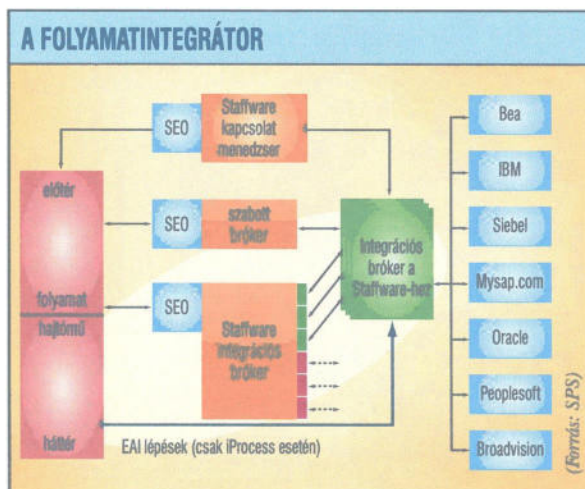 A FOLYAMATINTEGRÁTOR
SEO
Staffware
kapcsolat
menedzser
előtér
folyamat
hajtómű
háttér
SEO
szabott
bróker
SEO
Staffware
integrációs
bróker
Integrációs
bróker a
Staffware-hez
EAI lépések (csak iProcess esetén)
Bea
IBM
Siebel
Mysap.com
Oracle
Peoplesoft
Broadvision
(Forrás: SPS)